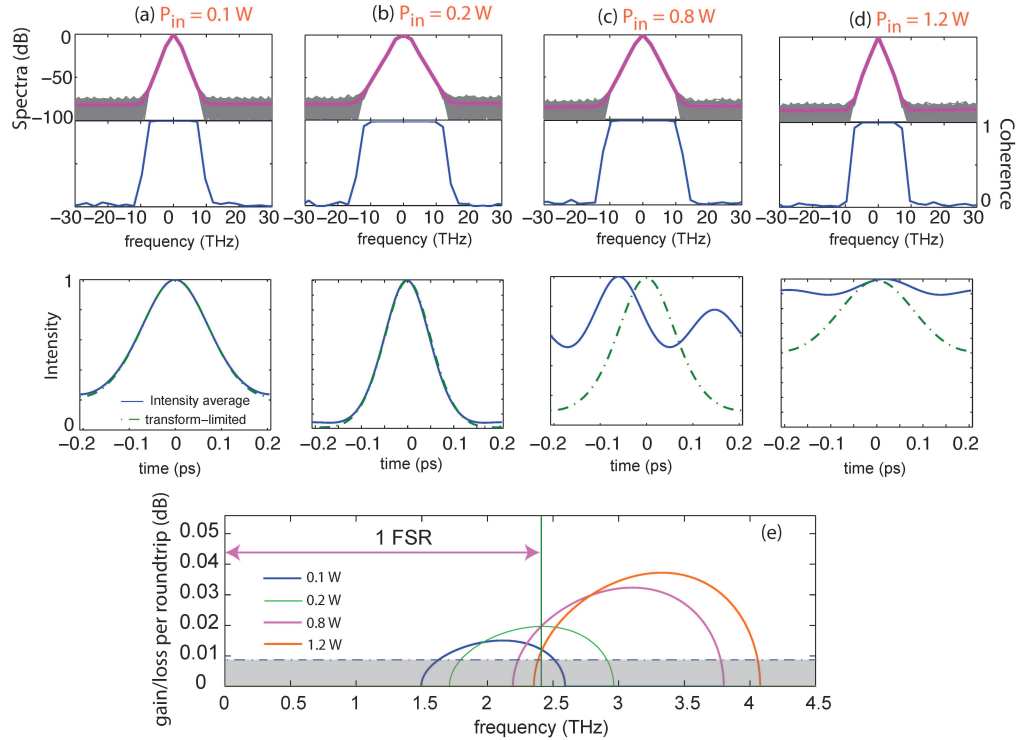 (a) P_in = 0.1 W
(b) P_in = 0.2 W
(c) P_in = 0.8 W
(d) P_in = 1.2 W
Spectra (dB)
0
−50
−100
1
0
Coherence
−30 −20 −10 0 10 20 30
−30 −20 −10 0 10 20 30
−30 −20 −10 0 10 20 30
−30 −20 −10 0 10 20 30
frequency (THz)
frequency (THz)
frequency (THz)
frequency (THz)
Intensity
1
0
Intensity average
transform−limited
−0.2 −0.1 0 0.1 0.2
−0.2 −0.1 0 0.1 0.2
−0.2 −0.1 0 0.1 0.2
−0.2 −0.1 0 0.1 0.2
time (ps)
time (ps)
time (ps)
time (ps)
gain/loss per roundtrip (dB)
0.05
0.04
0.03
0.02
0.01
0
(e)
1 FSR
0.1 W
0.2 W
0.8 W
1.2 W
0 0.5 1.0 1.5 2 2.5 3.0 3.5 4.0 4.5
frequency (THz)